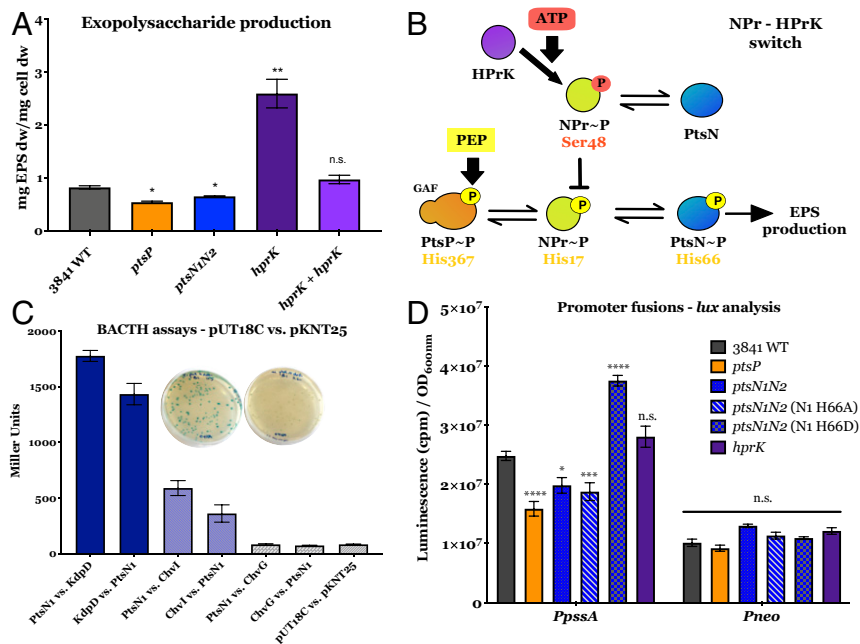 A
Exopolysaccharide production
mg EPS dw/mg cell dw
4
3
2
1
0
*
*
**
n.s.
3841 WT
ptsP
ptsN1N2
hprK
hprK + hprK
B
NPr - HPrK
switch
ATP
HPrK
P
NPr~P
Ser48
PtsN
PEP
GAF
P
P
P
PtsP~P
His367
NPr~P
His17
PtsN~P
His66
EPS
production
C
BACTH assays - pUT18C vs. pKNT25
Miller Units
2000
1500
1000
500
0
PtsN1 vs. KdpD
KdpD vs. PtsN1
PtsN1 vs. ChvI
ChvI vs. PtsN1
PtsN1 vs. ChvG
ChvG vs. PtsN1
pUT18C vs. pKNT25
D
Promoter fusions - lux analysis
Luminescence (cpm) / OD600nm
5×10⁷
4×10⁷
3×10⁷
2×10⁷
1×10⁷
0
****
*
***
****
n.s.
n.s.
3841 WT
ptsP
ptsN1N2
ptsN1N2 (N1 H66A)
ptsN1N2 (N1 H66D)
hprK
PpssA
Pneo